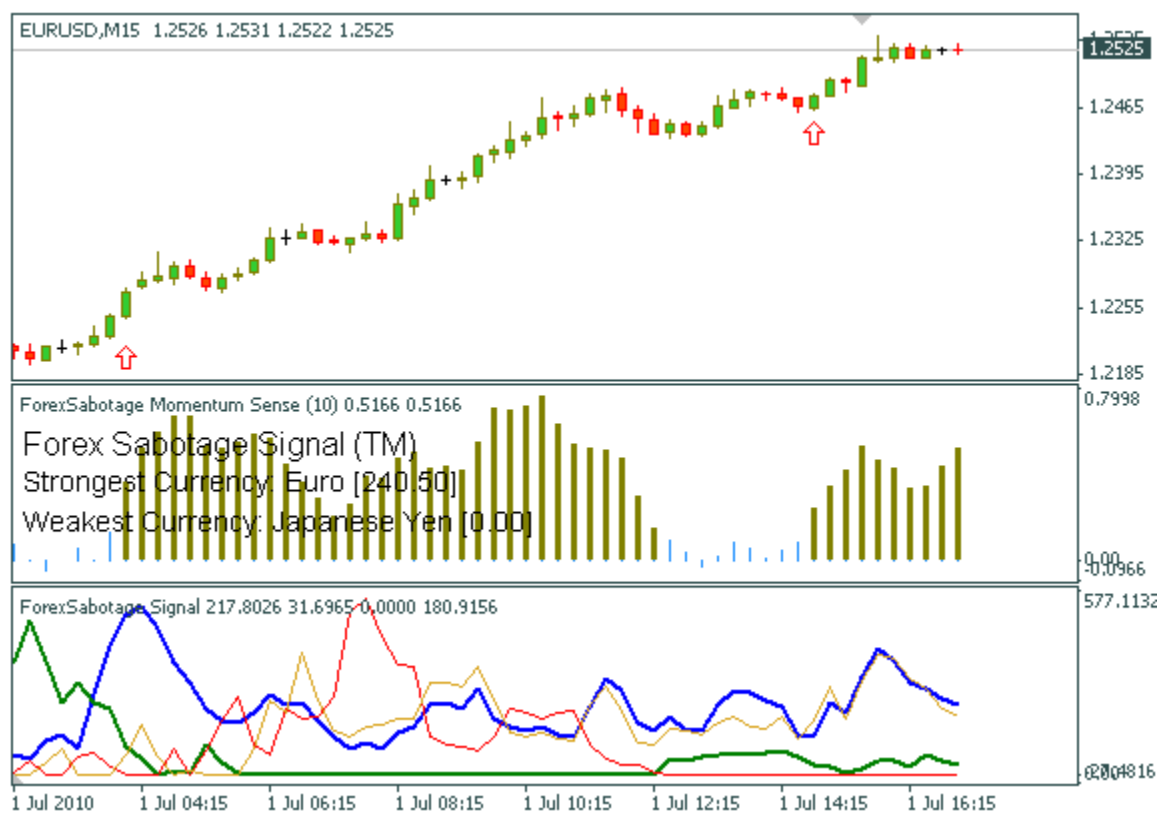 EURUSD,M15 1.2526 1.2531 1.2522 1.2525
1.2525
1.2465
1.2395
1.2325
1.2255
1.2185
ForexSabotage Momentum Sense (10) 0.5166 0.5166
0.7998
Forex Sabotage Signal (TM)
Strongest Currency: Euro [240.50]
Weakest Currency: Japanese Yen [0.00]
0.00
-0.0966
ForexSabotage Signal 217.8026 31.6965 0.0000 180.9156
577.1132
1 Jul 2010 1 Jul 04:15 1 Jul 06:15 1 Jul 08:15 1 Jul 10:15 1 Jul 12:15 1 Jul 14:15 1 Jul 16:15